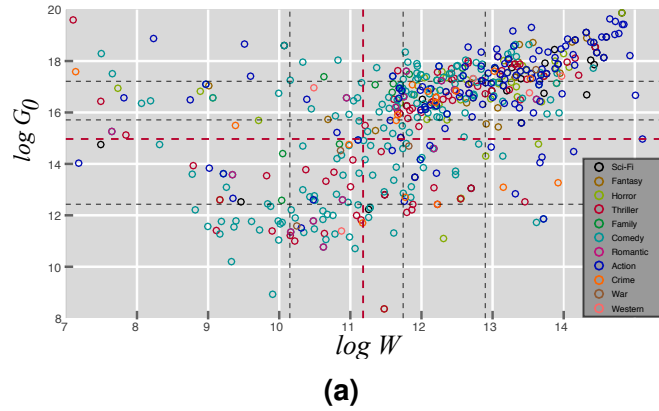 20
18
16
14
12
10
8
log G0
7 8 9 10 11 12 13 14
log W
Sci-Fi
Fantasy
Horror
Thriller
Family
Comedy
Romantic
Action
Crime
War
Western
(a)